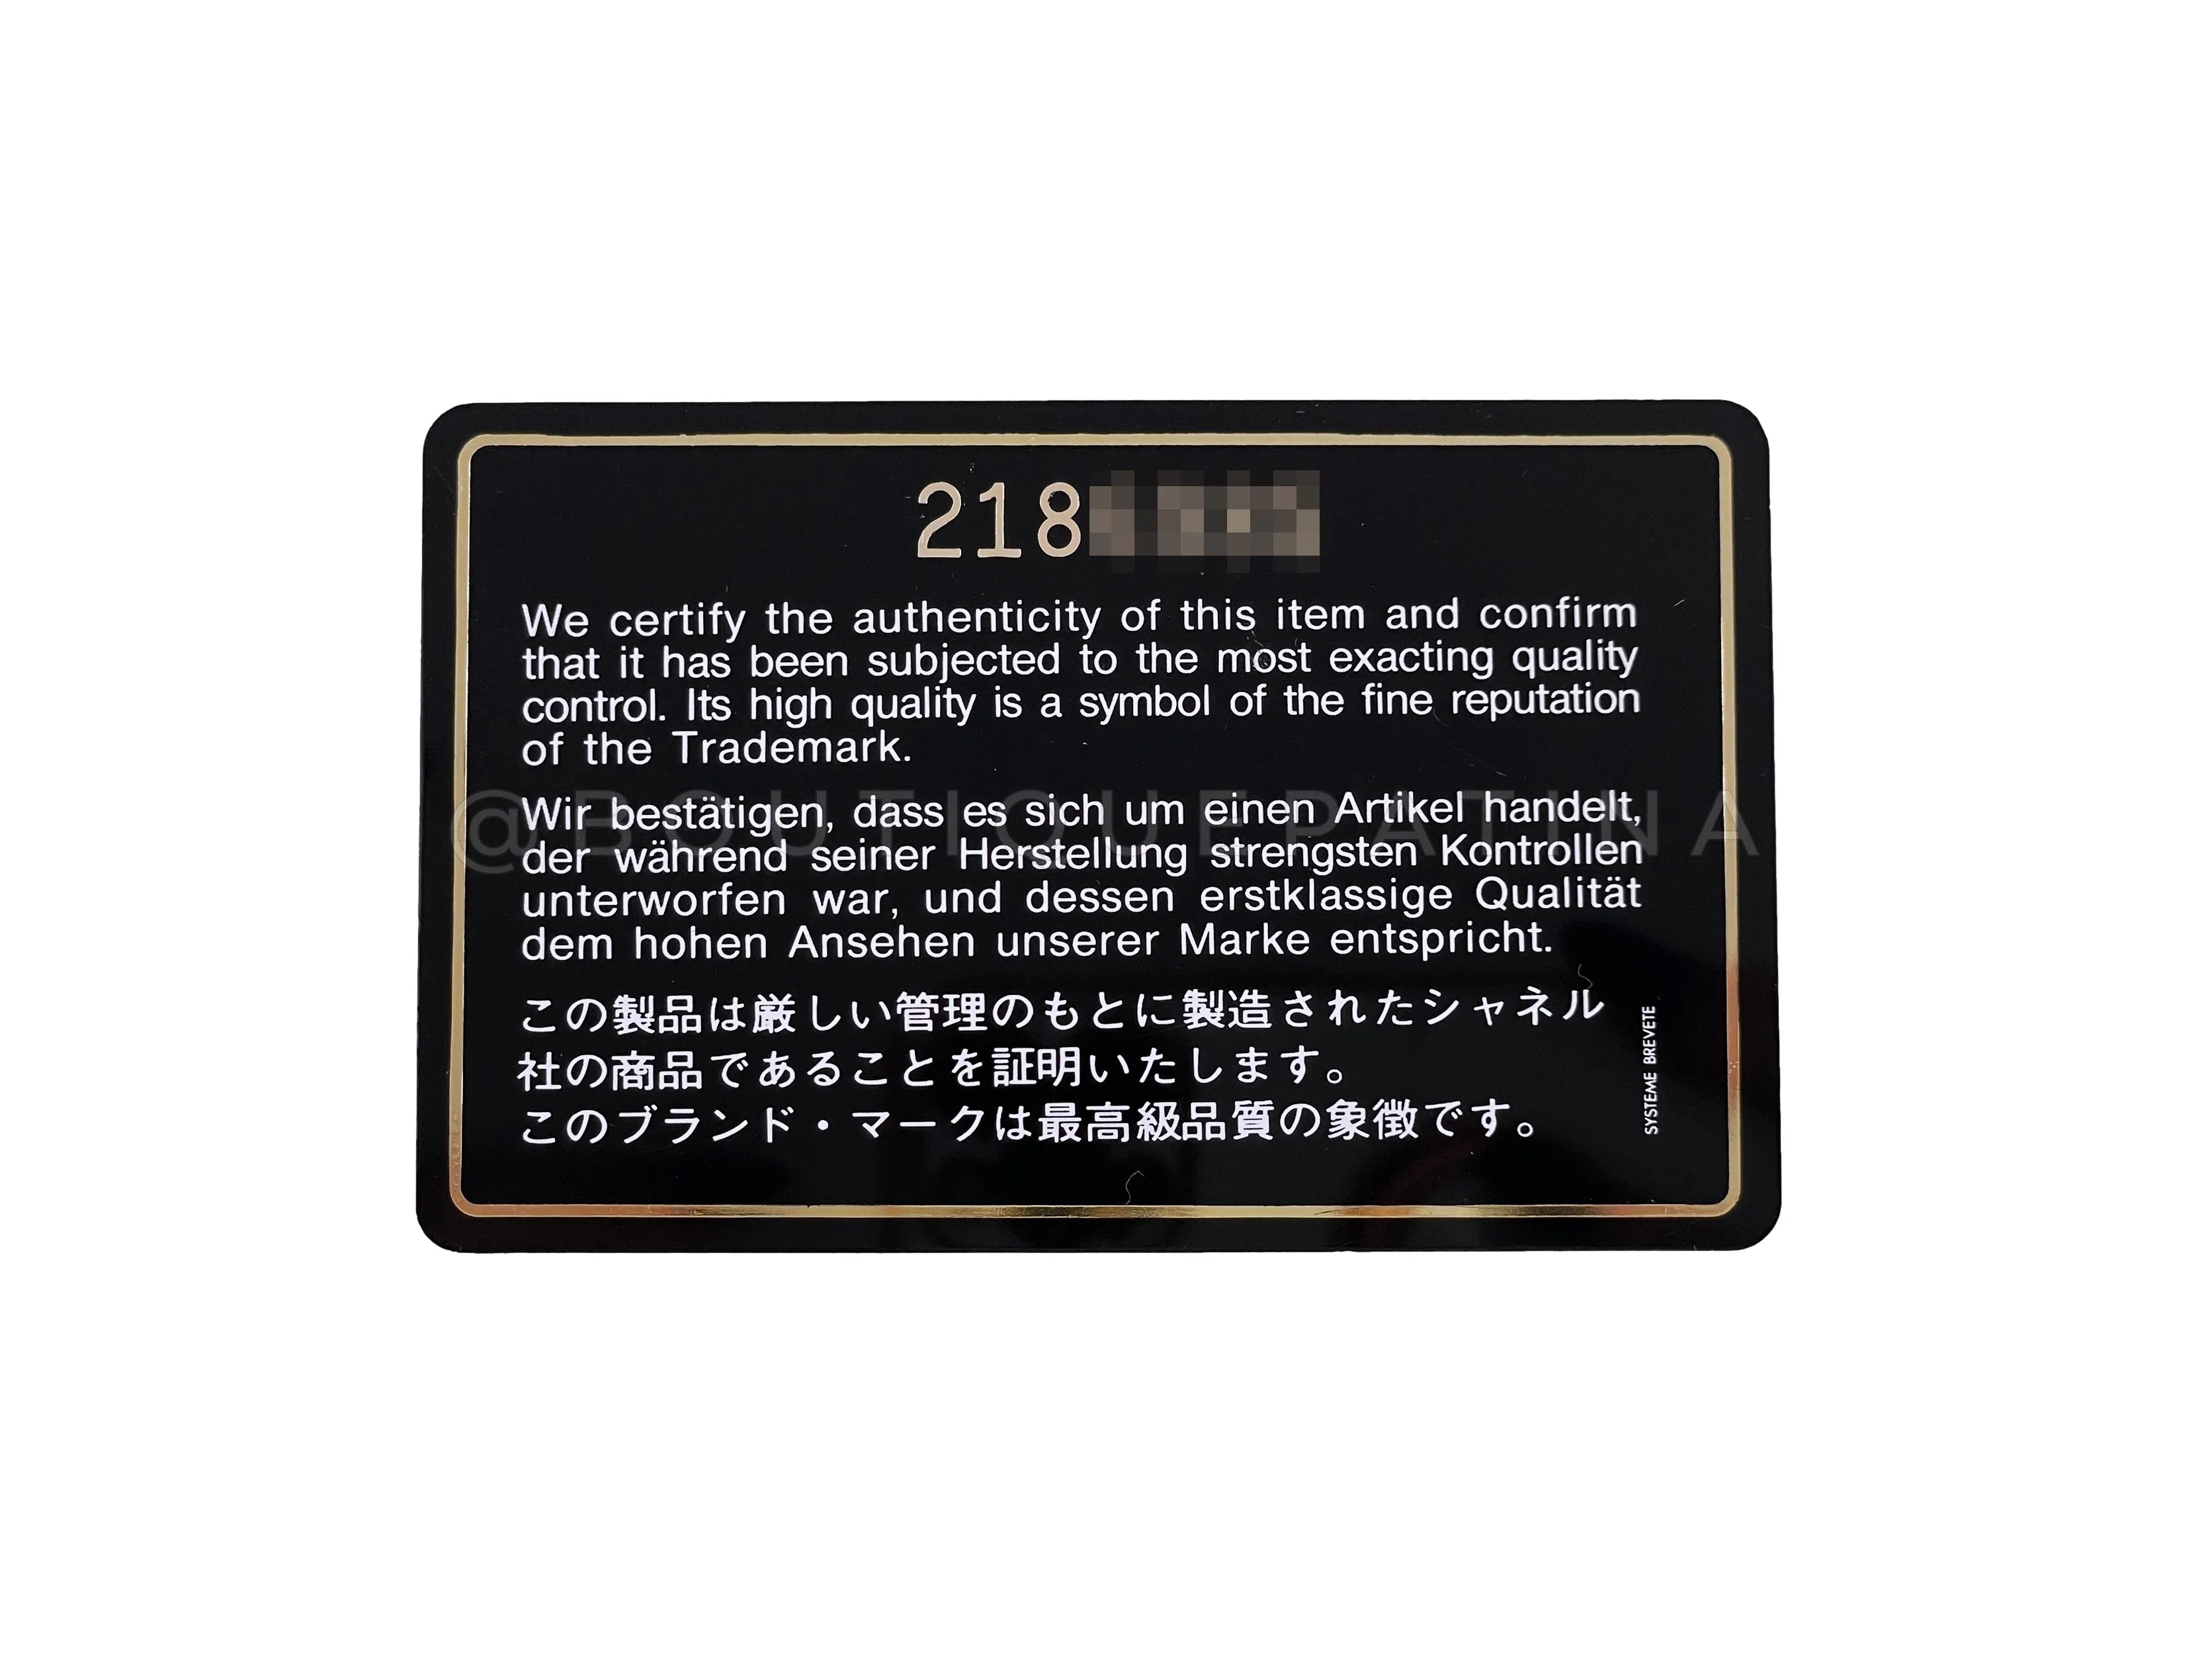 218
We certify the authenticity of this item and confirm
that it has been subjected to the most exacting quality
control. Its high quality is a symbol of the fine reputation
of the Trademark.
@BOUTIQUEPATINA
Wir bestätigen, dass es sich um einen Artikel handelt,
der während seiner Herstellung strengsten Kontrollen
unterworfen war, und dessen erstklassige Qualität
dem hohen Ansehen unserer Marke entspricht.
この製品は厳しい管理のもとに製造されたシャネル
社の商品であることを証明いたします。
このブランド・マークは最高級品質の象徴です。
SYSTEME BREVETE